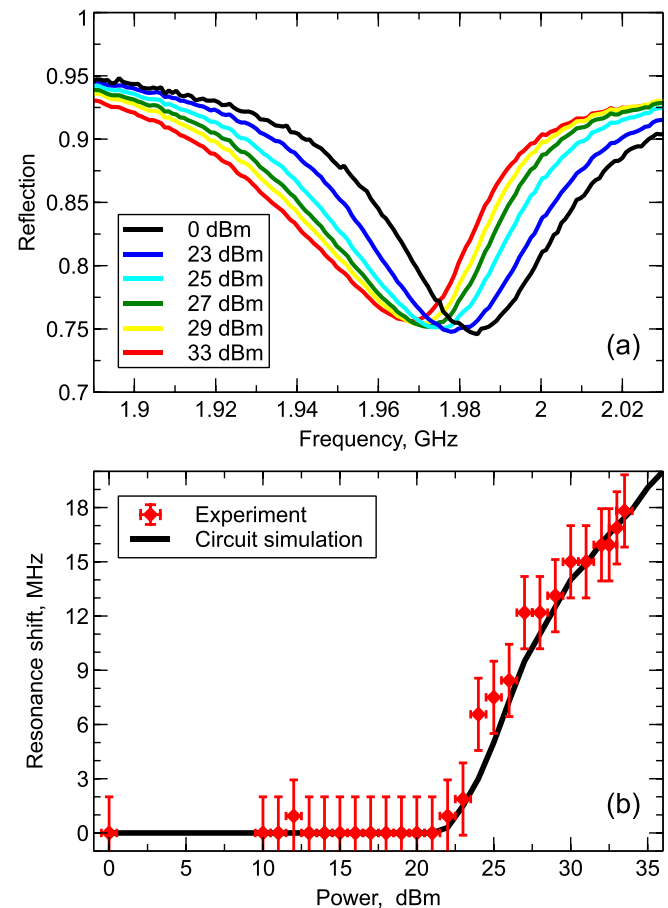 1
0.95
0.9
0.85
0.8
0.75
0.7
Reflection
0 dBm
23 dBm
25 dBm
27 dBm
29 dBm
33 dBm
(a)
1.9 1.92 1.94 1.96 1.98 2 2.02
Frequency, GHz
18
15
12
9
6
3
0
Resonance shift, MHz
Experiment
Circuit simulation
(b)
0 5 10 15 20 25 30 35
Power, dBm